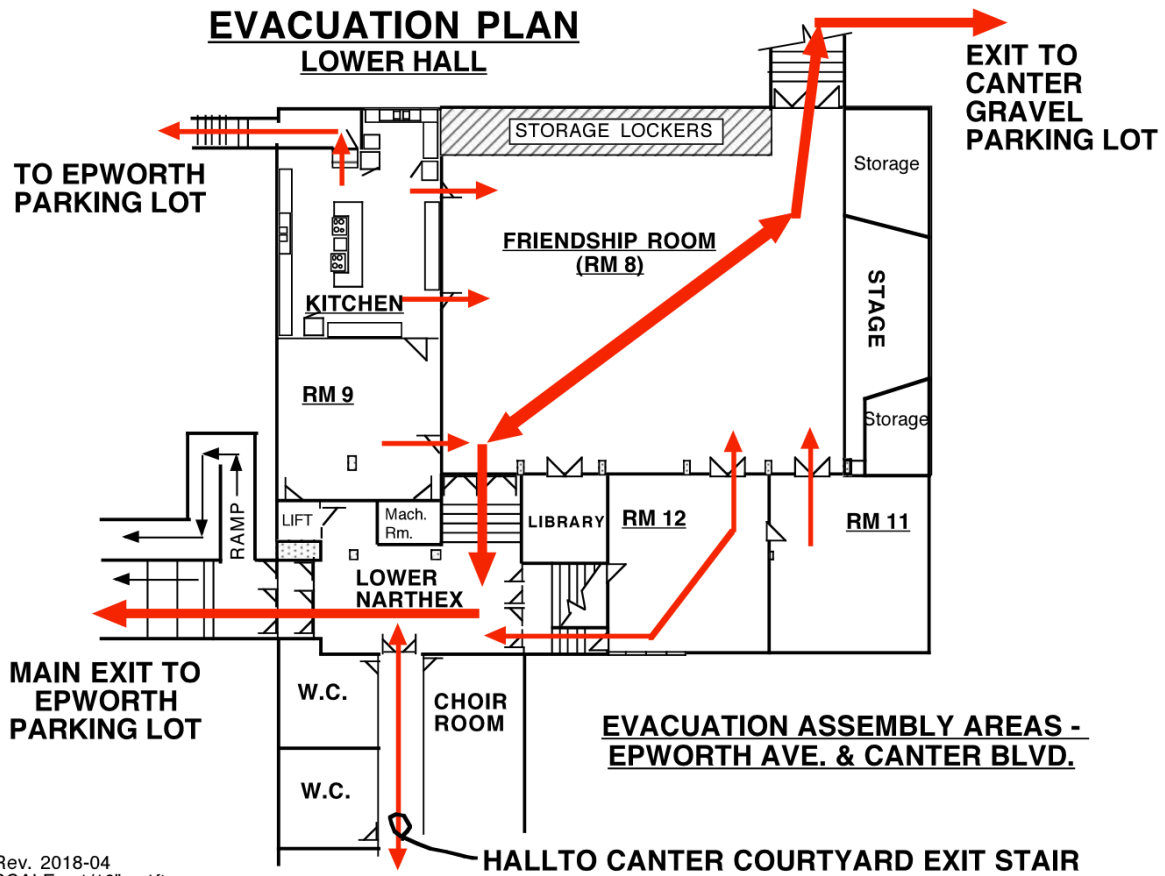 EVACUATION PLAN
LOWER HALL
EXIT TO
CANTER
GRAVEL
PARKING LOT
STORAGE LOCKERS
TO EPWORTH
PARKING LOT
Storage
FRIENDSHIP ROOM
(RM 8)
STAGE
KITCHEN
RM 9
Storage
RAMP
LIFT
Mach.
Rm.
LIBRARY
RM 12
RM 11
LOWER
NARTHEX
MAIN EXIT TO
EPWORTH
PARKING LOT
W.C.
CHOIR
ROOM
W.C.
EVACUATION ASSEMBLY AREAS -
EPWORTH AVE. & CANTER BLVD.
HALLTO CANTER COURTYARD EXIT STAIR
Rev. 2018-04